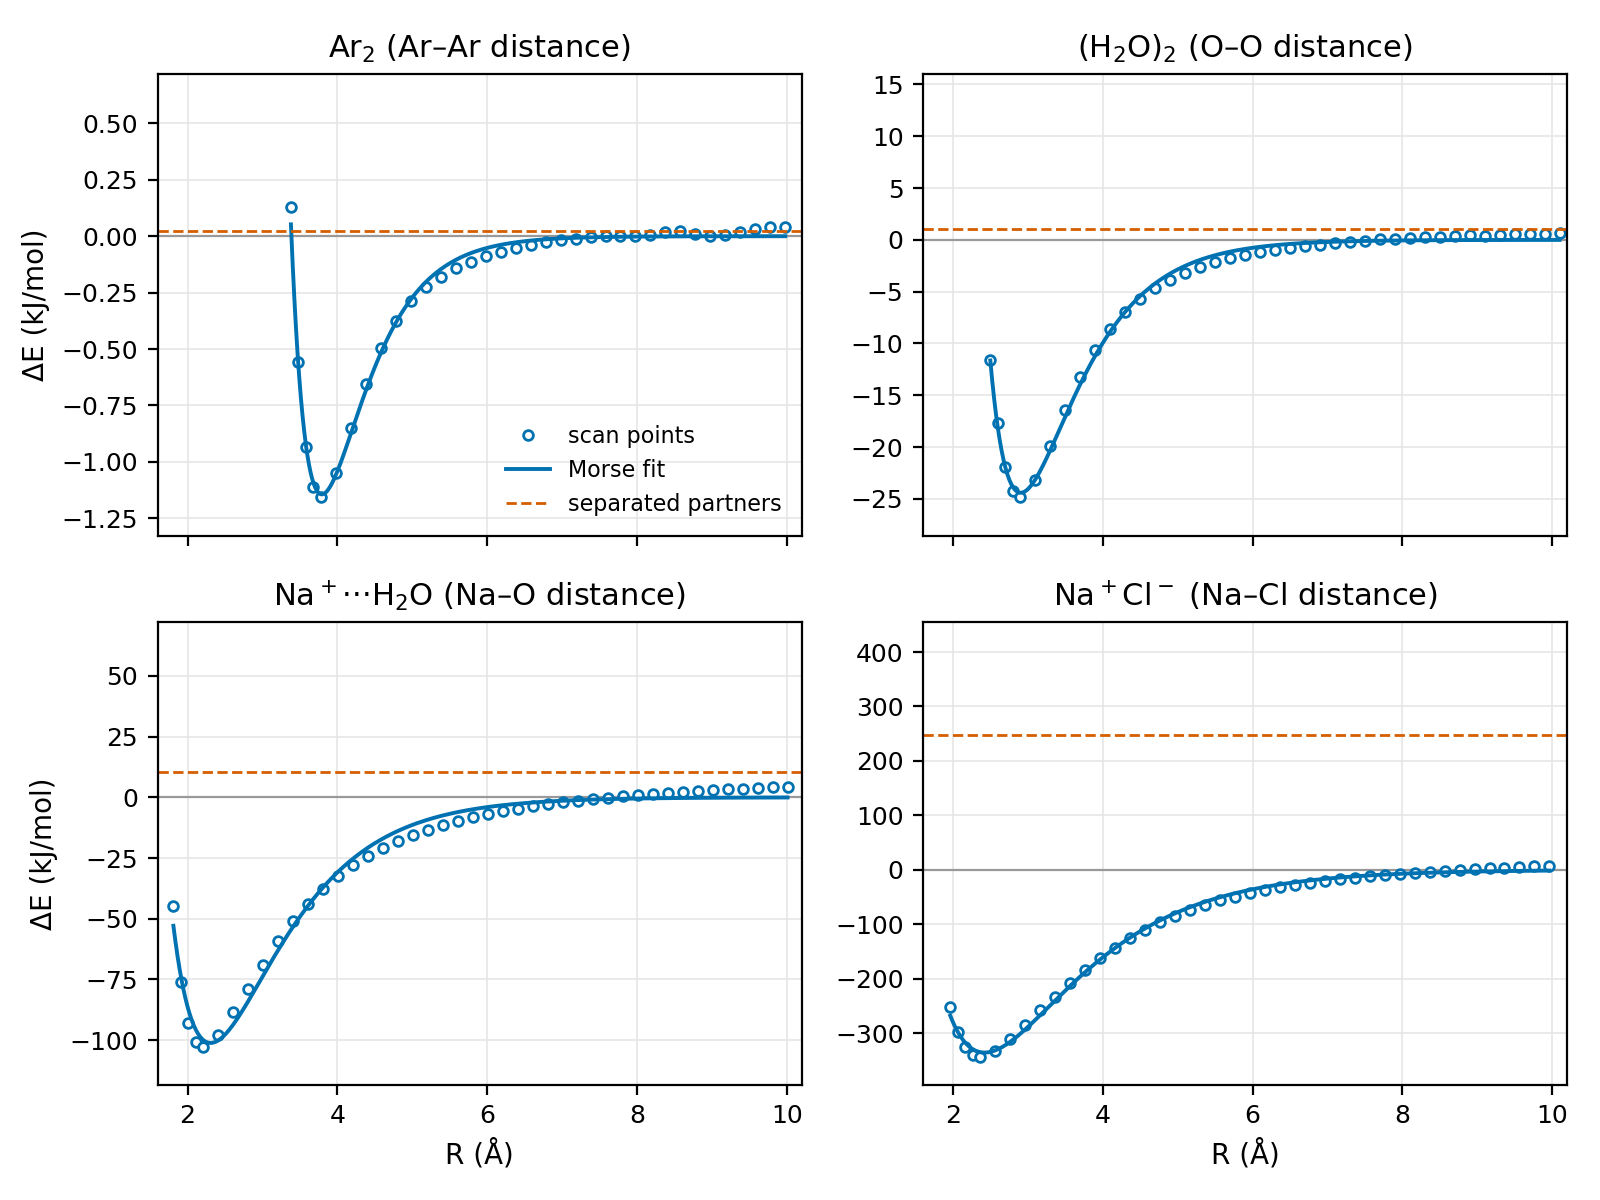 Ar₂ (Ar–Ar distance)
(H₂O)₂ (O–O distance)
ΔE (kJ/mol)
0.50
0.25
0.00
−0.25
−0.50
−0.75
−1.00
−1.25
scan points
Morse fit
separated partners
15
10
5
0
−5
−10
−15
−20
−25
Na⁺···H₂O (Na–O distance)
Na⁺Cl⁻ (Na–Cl distance)
ΔE (kJ/mol)
50
25
0
−25
−50
−75
−100
2 4 6 8 10
R (Å)
400
300
200
100
0
−100
−200
−300
2 4 6 8 10
R (Å)